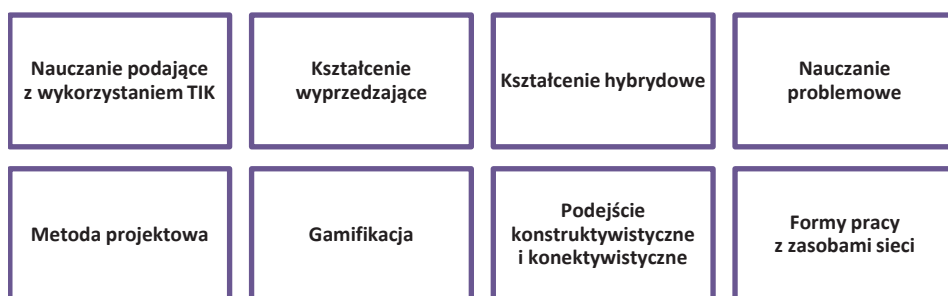 Nauczanie podające
z wykorzystaniem TIK
Kształcenie
wyprzedzające
Kształcenie hybrydowe
Nauczanie
problemowe
Metoda projektowa
Gamifikacja
Podejście
konstruktywistyczne
i konektywistyczne
Formy pracy
z zasobami sieci